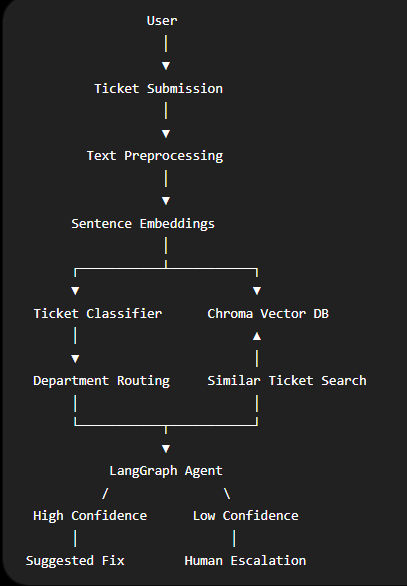 User
Ticket Submission
Text Preprocessing
Sentence Embeddings
Ticket Classifier Chroma Vector DB
Department Routing Similar Ticket Search
LangGraph Agent
High Confidence Low Confidence
Suggested Fix Human Escalation